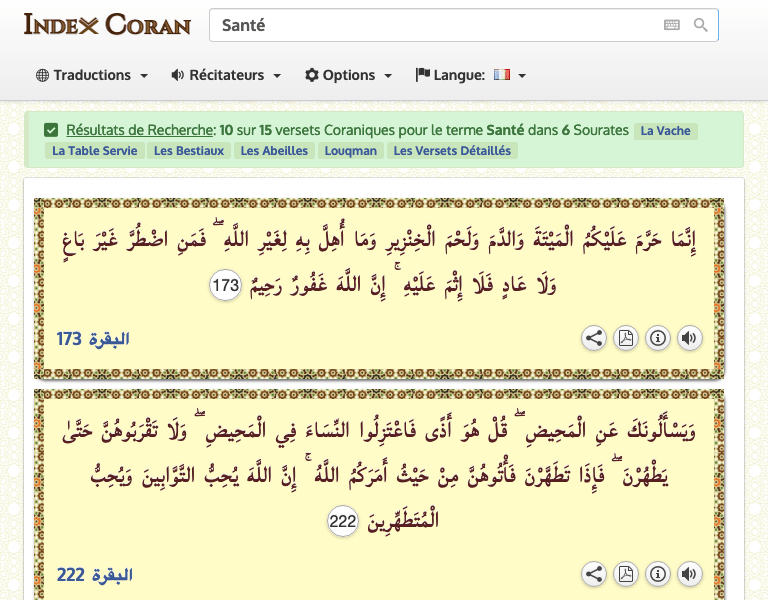 Index Coran
Santé
Traductions
Récitateurs
Options
Langue:
Résultats de Recherche: 10 sur 15 versets Coraniques pour le terme Santé dans 6 Sourates La Vache
La Table Servie Les Bestiaux Les Abeilles Louqman Les Versets Détaillés
إِنَّمَا حَرَّمَ عَلَيْكُمُ الْمَيْتَةَ وَالدَّمَ وَلَحْمَ الْخِنْزِيرِ وَمَا أُهِلَّ بِهِ لِغَيْرِ اللَّهِ ۖ فَمَنِ اضْطُرَّ غَيْرَ بَاغٍ
وَلَا عَادٍ فَلَا إِثْمَ عَلَيْهِ ۚ إِنَّ اللَّهَ غَفُورٌ رَحِيمٌ 173
البقرة 173
وَيَسْأَلُونَكَ عَنِ الْمَحِيضِ ۖ قُلْ هُوَ أَذًى فَاعْتَزِلُوا النِّسَاءَ فِي الْمَحِيضِ ۖ وَلَا تَقْرَبُوهُنَّ حَتَّىٰ
يَطْهُرْنَ ۖ فَإِذَا تَطَهَّرْنَ فَأْتُوهُنَّ مِنْ حَيْثُ أَمَرَكُمُ اللَّهُ ۚ إِنَّ اللَّهَ يُحِبُّ التَّوَّابِينَ وَيُحِبُّ
الْمُتَطَهِّرِينَ 222
البقرة 222